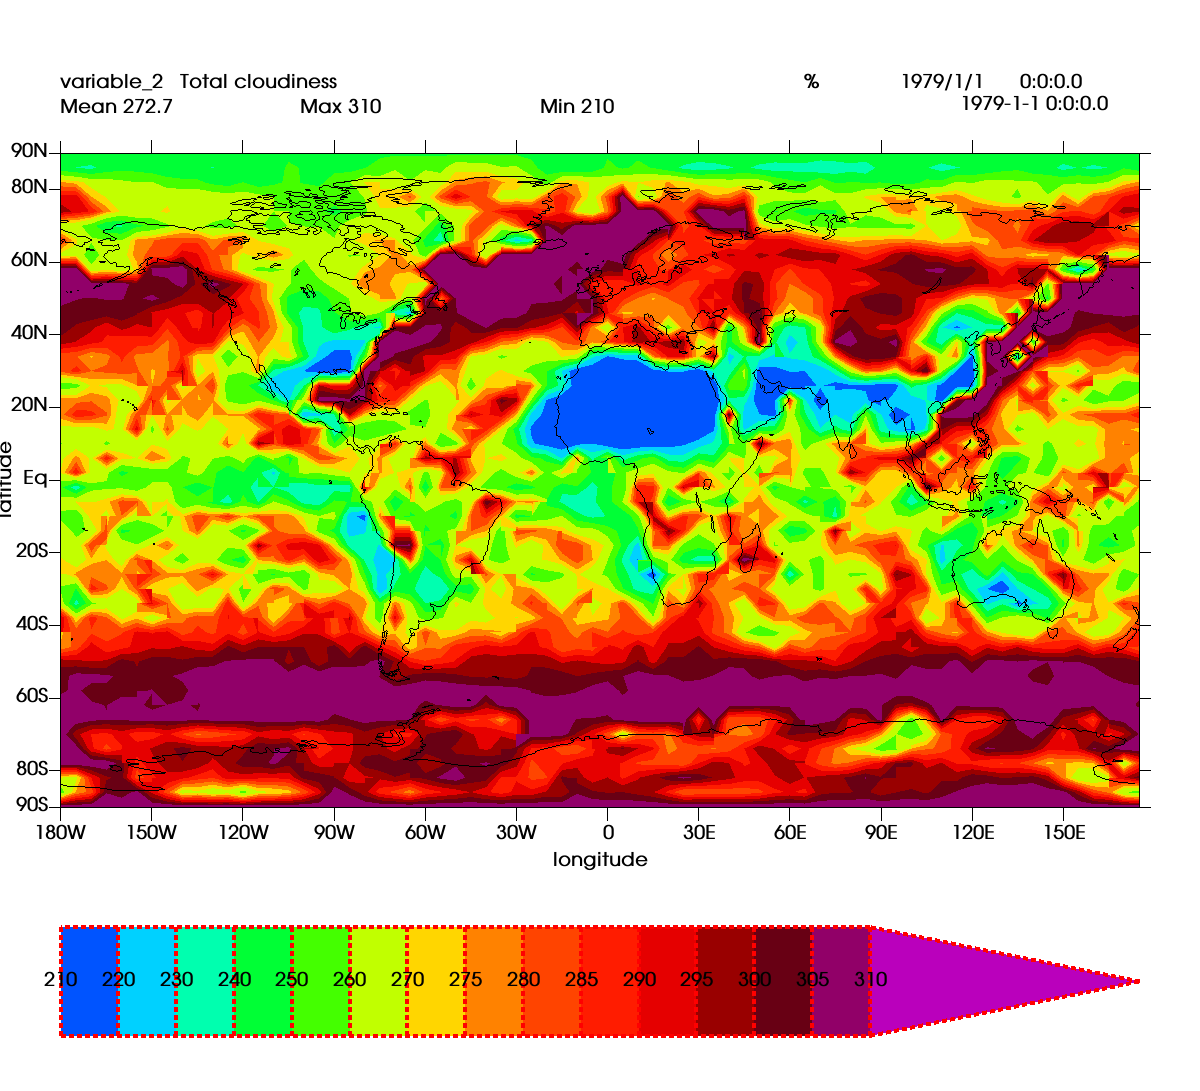 variable_2 Total cloudiness % 1979/1/1 0:0:0.0
Mean 272.7 Max 310 Min 210 1979-1-1 0:0:0.0
90N
80N
60N
40N
20N
Eq
20S
40S
60S
80S
90S
latitude
180W 150W 120W 90W 60W 30W 0 30E 60E 90E 120E 150E
longitude
210 220 230 240 250 260 270 275 280 285 290 295 300 305 310